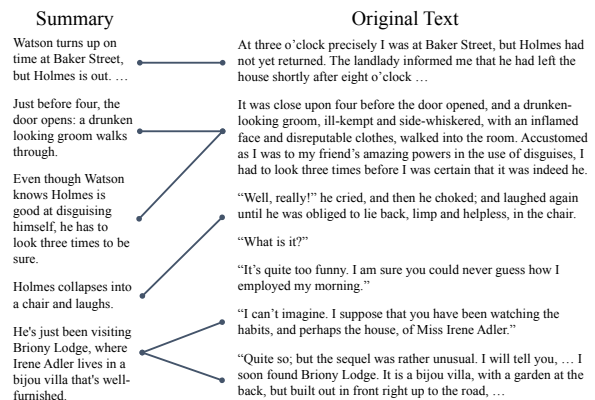 Summary
Watson turns up on
time at Baker Street,
but Holmes is out. …
Just before four, the
door opens: a drunken
looking groom walks
through.
Even though Watson
knows Holmes is
good at disguising
himself, he has to
look three times to be
sure.
Holmes collapses into
a chair and laughs.
He's just been visiting
Briony Lodge, where
Irene Adler lives in a
bijou villa that's well-
furnished.
Original Text
At three o’clock precisely I was at Baker Street, but Holmes had
not yet returned. The landlady informed me that he had left the
house shortly after eight o’clock …
It was close upon four before the door opened, and a drunken-
looking groom, ill-kempt and side-whiskered, with an inflamed
face and disreputable clothes, walked into the room. Accustomed
as I was to my friend’s amazing powers in the use of disguises, I
had to look three times before I was certain that it was indeed he.
“Well, really!” he cried, and then he choked; and laughed again
until he was obliged to lie back, limp and helpless, in the chair.
“What is it?”
“It’s quite too funny. I am sure you could never guess how I
employed my morning.”
“I can’t imagine. I suppose that you have been watching the
habits, and perhaps the house, of Miss Irene Adler.”
“Quite so; but the sequel was rather unusual. I will tell you, … I
soon found Briony Lodge. It is a bijou villa, with a garden at the
back, but built out in front right up to the road, …